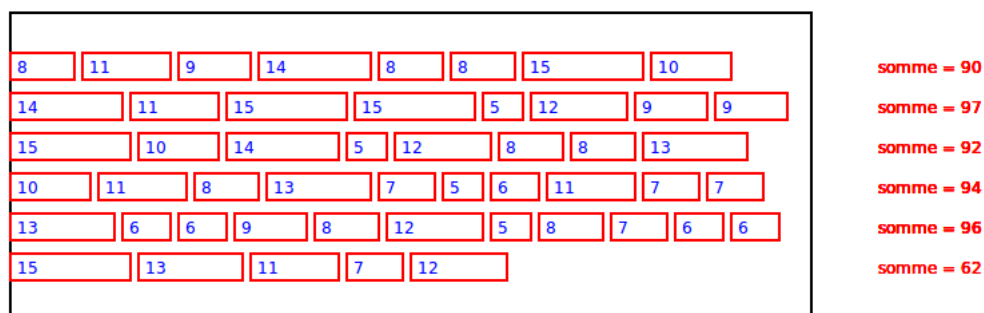 8 11 9 14 8 8 15 10 somme = 90
14 11 15 15 5 12 9 9 somme = 97
15 10 14 5 12 8 8 13 somme = 92
10 11 8 13 7 5 6 11 7 7 somme = 94
13 6 6 9 8 12 5 8 7 6 6 somme = 96
15 13 11 7 12 somme = 62